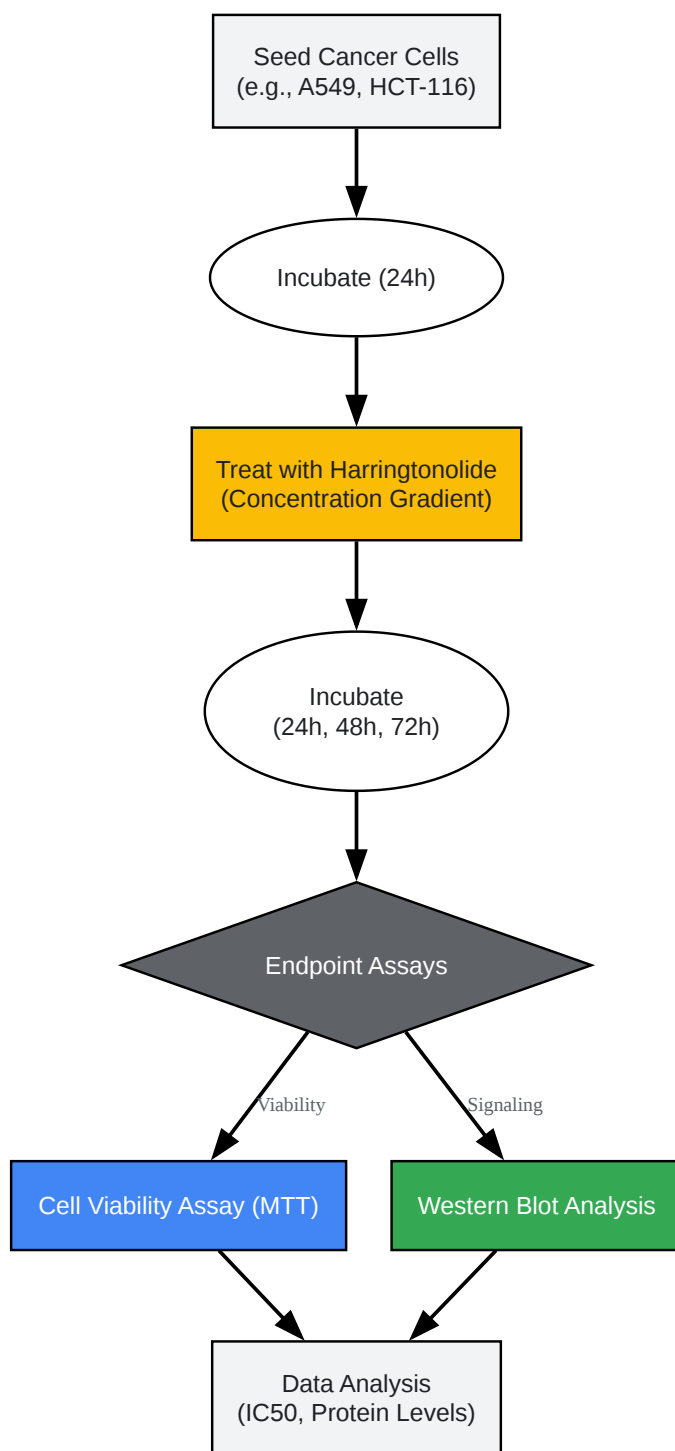 Seed Cancer Cells
(e.g., A549, HCT-116)
Incubate (24h)
Treat with Harringtonolide
(Concentration Gradient)
Incubate
(24h, 48h, 72h)
Endpoint Assays
Viability
Signaling
Cell Viability Assay (MTT)
Western Blot Analysis
Data Analysis
(IC50, Protein Levels)